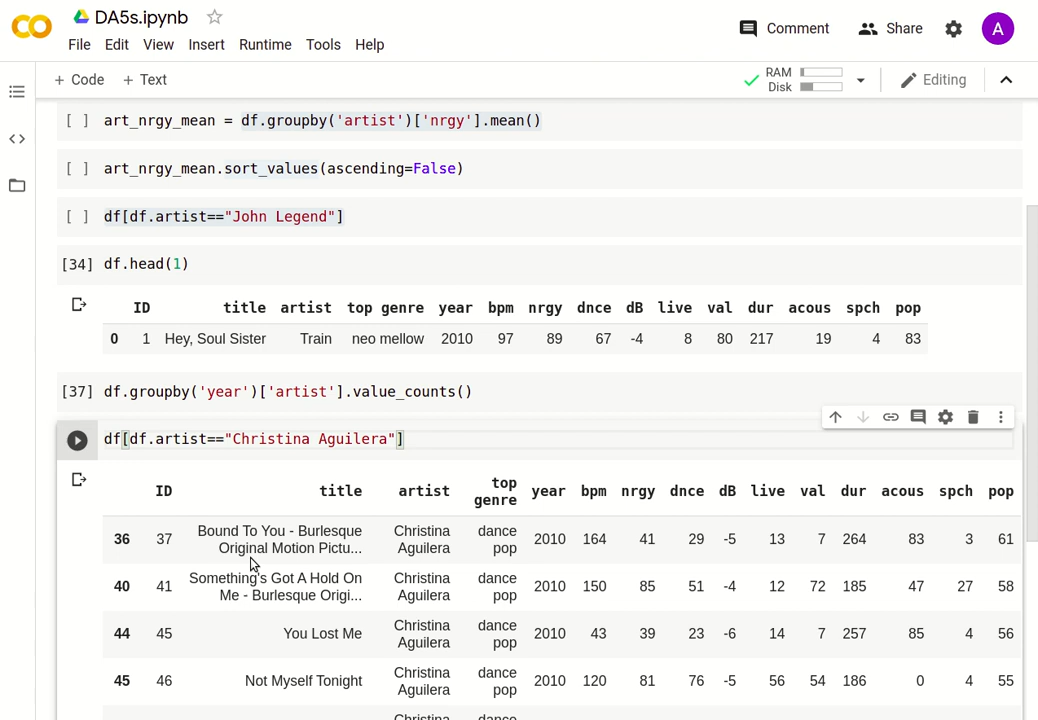 DA5s.ipynb
File Edit View Insert Runtime Tools Help
Comment Share A
+ Code + Text
RAM
Disk
Editing
[ ] art_nrgy_mean = df.groupby('artist')['nrgy'].mean()
[ ] art_nrgy_mean.sort_values(ascending=False)
[ ] df[df.artist=="John Legend"]
[34] df.head(1)
ID title artist top genre year bpm nrgy dnce dB live val dur acous spch pop
0 1 Hey, Soul Sister Train neo mellow 2010 97 89 67 -4 8 80 217 19 4 83
[37] df.groupby('year')['artist'].value_counts()
df[df.artist=="Christina Aguilera"]
ID title artist top genre year bpm nrgy dnce dB live val dur acous spch pop
36 37 Bound To You - Burlesque Original Motion Pictu... Christina Aguilera dance pop 2010 164 41 29 -5 13 7 264 83 3 61
40 41 Something's Got A Hold On Me - Burlesque Origi... Christina Aguilera dance pop 2010 150 85 51 -4 12 72 185 47 27 58
44 45 You Lost Me Christina Aguilera dance pop 2010 43 39 23 -6 14 7 257 85 4 56
45 46 Not Myself Tonight Christina Aguilera dance pop 2010 120 81 76 -5 56 54 186 0 4 55